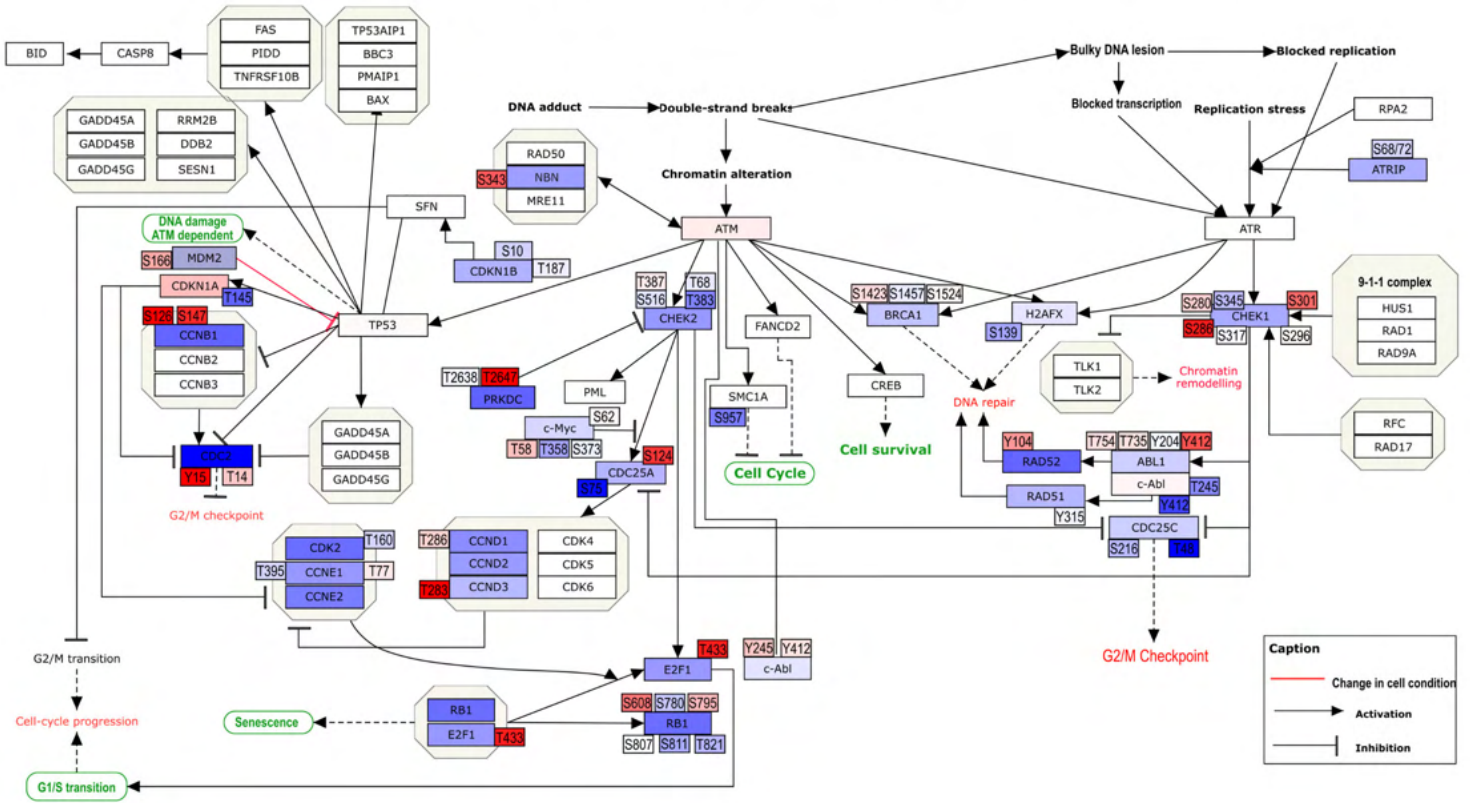 FAS
TP53AIP1
BID
CASP8
PIDD
BBC3
TNFRSF10B
PMAIP1
BAX
Bulky DNA lesion
Blocked replication
DNA adduct
Double-strand breaks
Blocked transcription
Replication stress
RPA2
GADD45A
RRM2B
GADD45B
DDB2
GADD45G
SESN1
RAD50
S343
NBN
MRE11
Chromatin alteration
S68/72
ATRIP
SFN
DNA damage
ATM dependent
ATM
ATR
S166
MDM2
S10
CDKN1B
T187
CDKN1A
T145
T387
T68
S516
T383
CHEK2
S1423
S1457
S1524
BRCA1
H2AFX
S139
S280
S345
S301
CHEK1
S286
S317
S296
9-1-1 complex
HUS1
RAD1
RAD9A
S126
S147
CCNB1
CCNB2
CCNB3
TP53
FANCD2
TLK1
TLK2
Chromatin
remodelling
T2638
T2647
PRKDC
PML
SMC1A
S957
CREB
DNA repair
S62
c-Myc
T58
T358
S373
GADD45A
GADD45B
GADD45G
CDC2
Y15
T14
G2/M checkpoint
S124
CDC25A
S75
Cell Cycle
Cell survival
Y104
RAD52
T754
T735
Y204
Y412
ABL1
c-Abl
T245
Y412
RAD51
Y315
RFC
RAD17
CDC25C
S216
T48
CDK2
T160
T395
CCNE1
T77
CCNE2
T286
CCND1
CDK4
CCND2
CDK5
T283
CCND3
CDK6
G2/M transition
T433
E2F1
Y245
Y412
c-Abl
G2/M Checkpoint
Cell-cycle progression
Senescence
RB1
E2F1
T433
S608
S780
S795
RB1
S807
S811
T821
G1/S transition
Caption
Change in cell condition
Activation
Inhibition